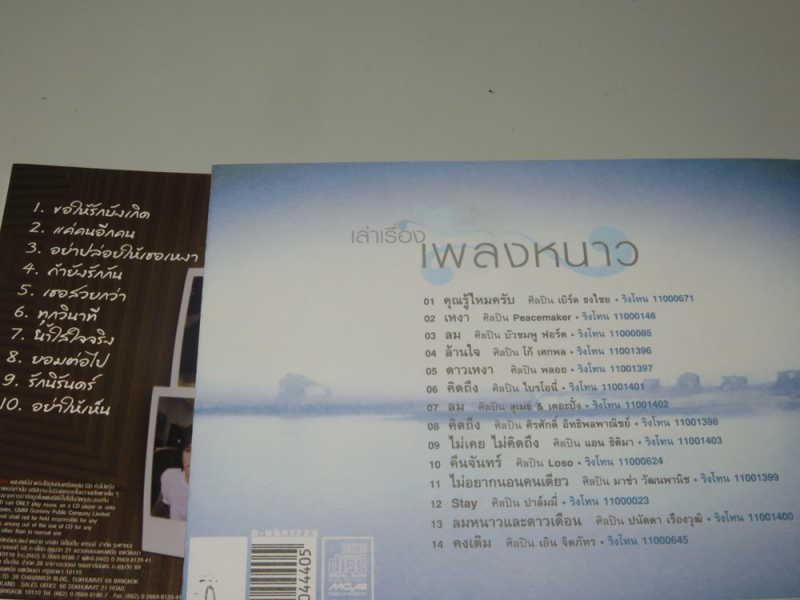 1. ขอให้รักบังเกิด
2. แค่คนอีกคน
3. อย่าปล่อยให้เธอเหงา
4. ถ้ายังรักกัน
5. เธอสวยกว่า
6. ทุกวินาที
7. น้ำใสใจจริง
8. ยอมต่อไป
9. รักนิรันดร์
10. อย่าให้เห็น
เล่าเรื่อง
เพลงหนาว
01 คุณรู้ไหมครับ ศิลปิน เบิร์ด ธงไชย • ริงโทน 11000671
02 เหงา ศิลปิน Peacemaker • ริงโทน 11000148
03 ลม ศิลปิน บัวชมพู ฟอร์ด • ริงโทน 11000085
04 ล้านใจ ศิลปิน โก้ เศกพล • ริงโทน 11001396
05 ดาวเหงา ศิลปิน พลอย • ริงโทน 11001397
06 คิดถึง ศิลปิน ไบรโอนี่ • ริงโทน 11001401
07 ลม ศิลปิน สุเมธ & เดอะปั๋ง • ริงโทน 11001402
08 คิดถึง ศิลปิน ศิรศักดิ์ อิทธิพลพาณิชย์ • ริงโทน 11001398
09 ไม่เคย ไม่คิดถึง ศิลปิน แอน ธิติมา • ริงโทน 11001403
10 คืนจันทร์ ศิลปิน Loso • ริงโทน 11000624
11 ไม่อยากนอนคนเดียว ศิลปิน มาช่า วัฒนพานิช • ริงโทน 11001399
12 Stay ศิลปิน ปาล์มมี่ • ริงโทน 11000023
13 ลมหนาวและดาวเดือน ศิลปิน ปนัดดา เรืองวุฒิ • ริงโทน 11001400
14 คงเดิม ศิลปิน เอิน จิตภัทร • ริงโทน 11000645
044405
MGA